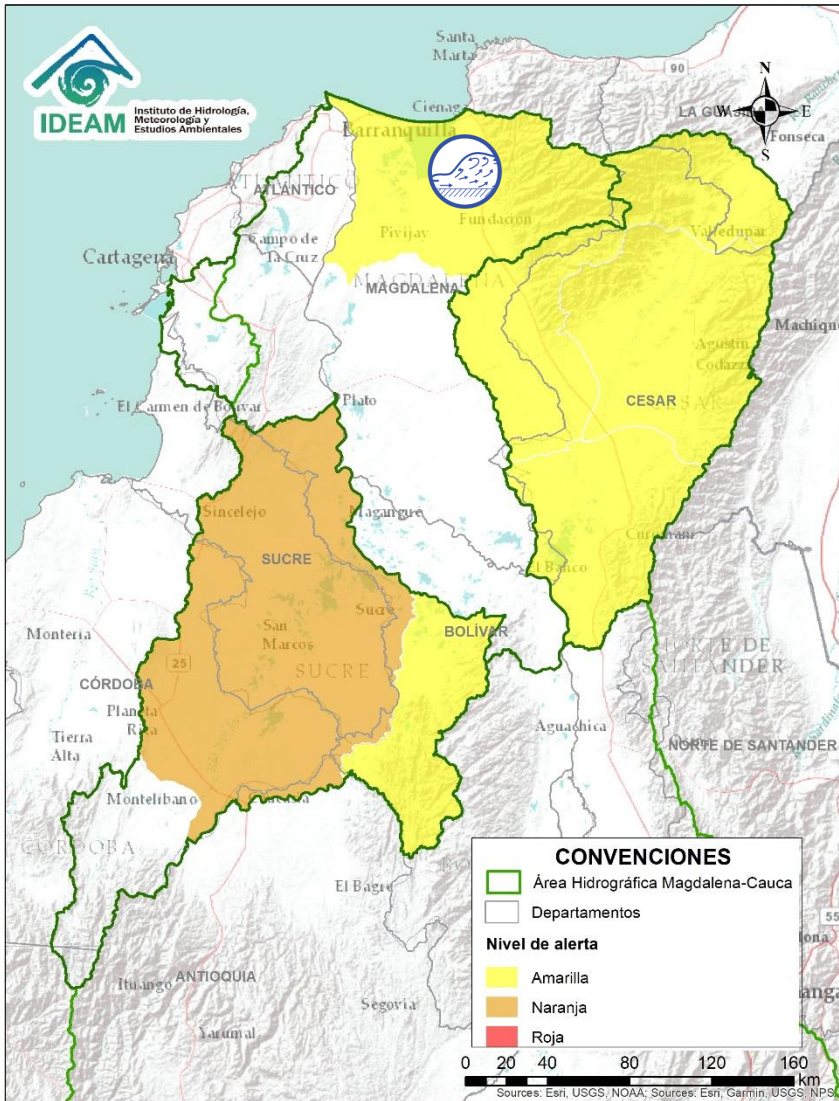 IDEAM
Instituto de Hidrología,
Meteorología y
Estudios Ambientales
Santa
Marta
90
N
W
E
S
LA GUAJ
Fonseca
Ciénaga
Barranquilla
ATLÁNTICO
Fundación
Pivijay
Valledupar
Campo de
la Cruz
Cartagena
MAGDALENA
Machiques
Agustín
Codazzi
CESAR
El Carmen de Bolívar
Plato
Sincelejo
Magangue
SUCRE
Curumani
El Banco
Sucre
BOLÍVAR
San
Marcos
SUCRE
Montería
NORTE DE
SANTANDER
CÓRDOBA
25
Planeta
Rica
Tierra
Alta
Aguachica
NORTE DE SANTANDER
Montelíbano
CÓRDOBA
El Bagre
Ituango
ANTIOQUIA
Segovia
Yarumal
CONVENCIONES
Área Hidrográfica Magdalena-Cauca
Departamentos
Nivel de alerta
Amarilla
Naranja
Roja
55
0 20 40 80 120 160
km
Sources: Esri, USGS, NOAA; Sources: Esri, Garmin, USGS, NPS